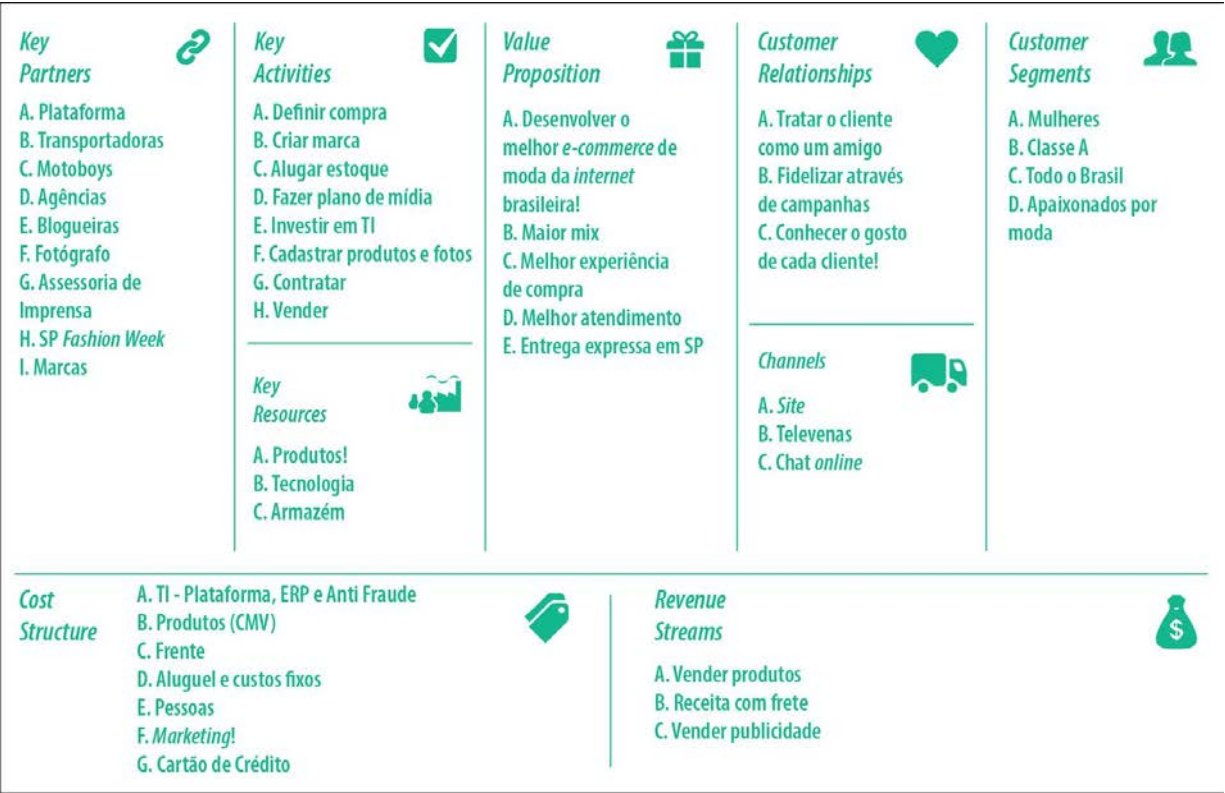 Key
Partners
A. Plataforma
B. Transportadoras
C. Motoboys
D. Agências
E. Blogueiras
F. Fotógrafo
G. Assessoria de
Imprensa
H. SP Fashion Week
I. Marcas
Key
Activities
A. Definir compra
B. Criar marca
C. Alugar estoque
D. Fazer plano de mídia
E. Investir em TI
F. Cadastrar produtos e fotos
G. Contratar
H. Vender
Key
Resources
A. Produtos!
B. Tecnologia
C. Armazém
Value
Proposition
A. Desenvolver o
melhor e-commerce de
moda da internet
brasileira!
B. Maior mix
C. Melhor experiência
de compra
D. Melhor atendimento
E. Entrega expressa em SP
Customer
Relationships
A. Tratar o cliente
como um amigo
B. Fidelizar através
de campanhas
C. Conhecer o gosto
de cada cliente!
Channels
A. Site
B. Televenas
C. Chat online
Customer
Segments
A. Mulheres
B. Classe A
C. Todo o Brasil
D. Apaixonados por
moda
Cost
Structure
A. TI - Plataforma, ERP e Anti Fraude
B. Produtos (CMV)
C. Frente
D. Aluguel e custos fixos
E. Pessoas
F. Marketing!
G. Cartão de Crédito
Revenue
Streams
A. Vender produtos
B. Receita com frete
C. Vender publicidade
$